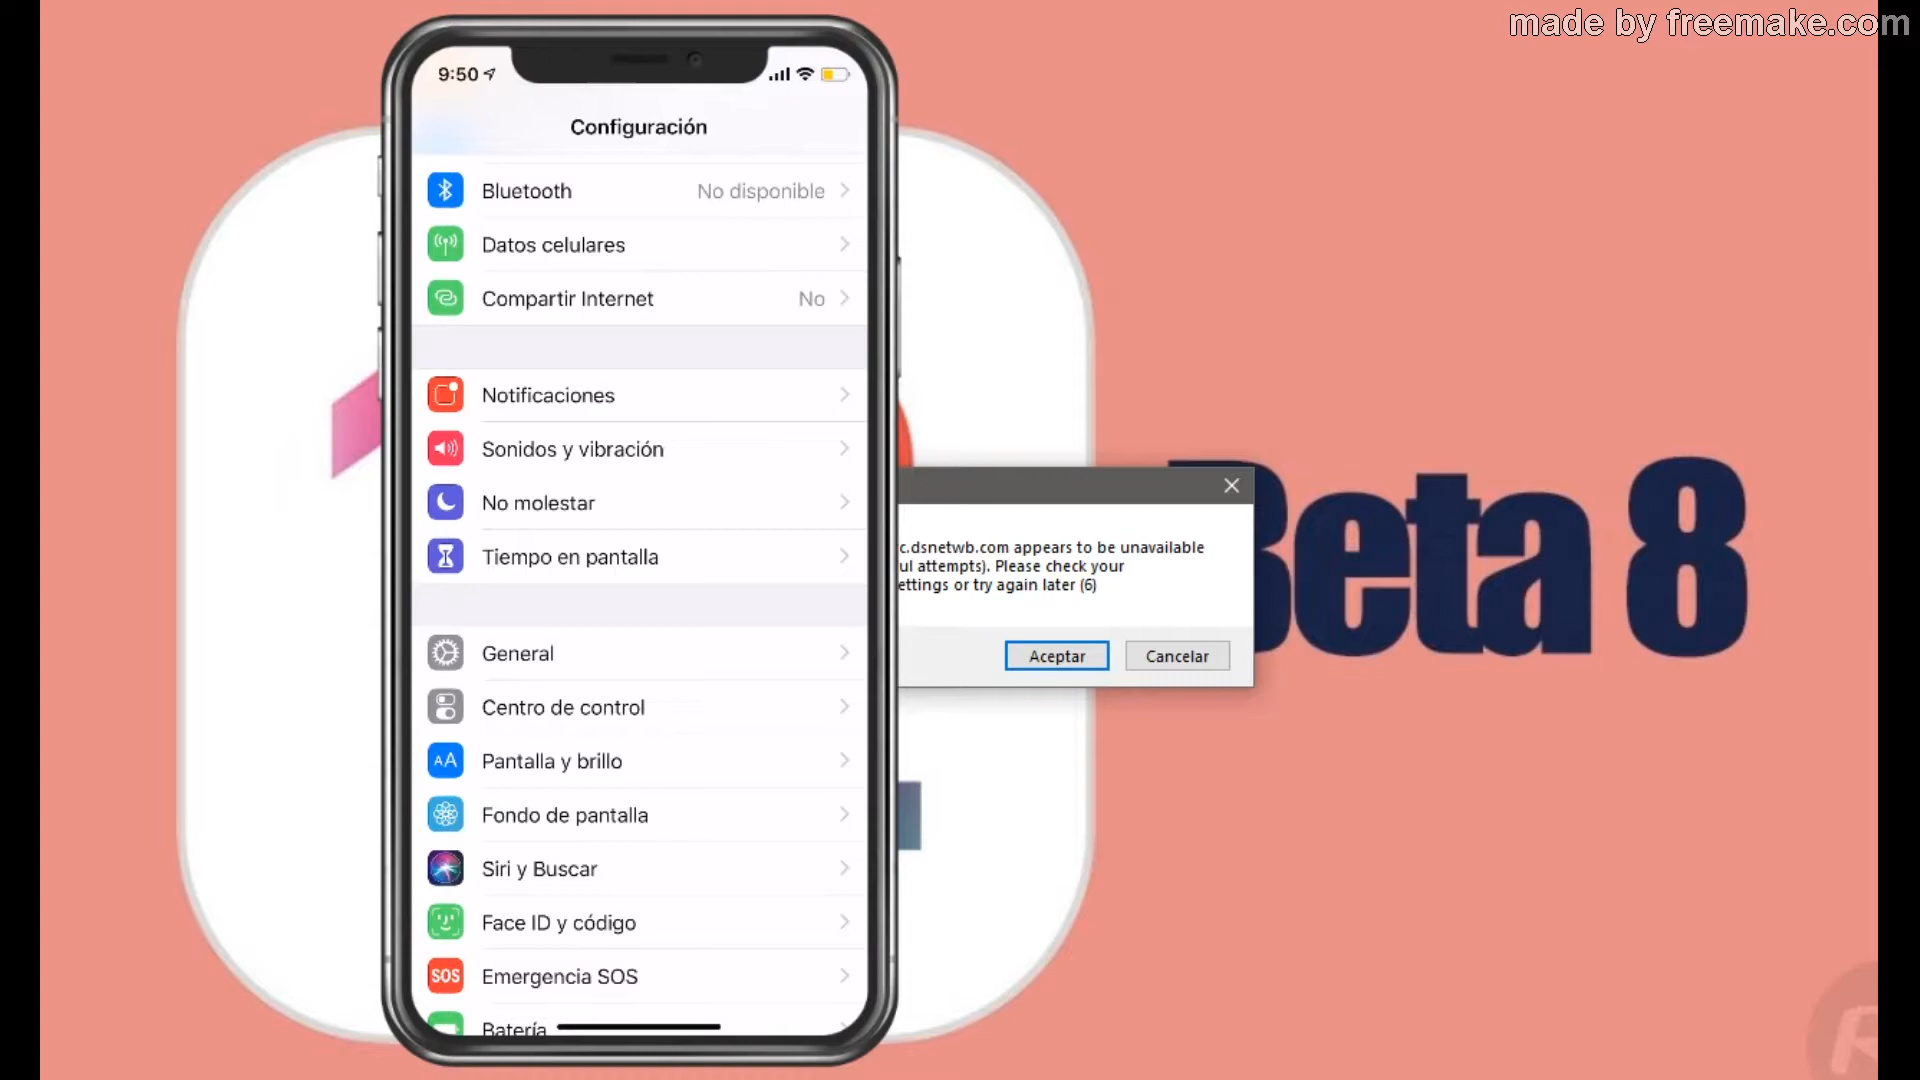 made by freemake.com
9:50
Configuración
Bluetooth No disponible
Datos celulares
Compartir Internet No
Notificaciones
Sonidos y vibración
No molestar
Tiempo en pantalla
General
Centro de control
AA Pantalla y brillo
Fondo de pantalla
Siri y Buscar
Face ID y código
SOS Emergencia SOS
Batería
c.dsnetwb.com appears to be unavailable
ul attempts). Please check your
ettings or try again later (6)
Aceptar Cancelar
Beta 8